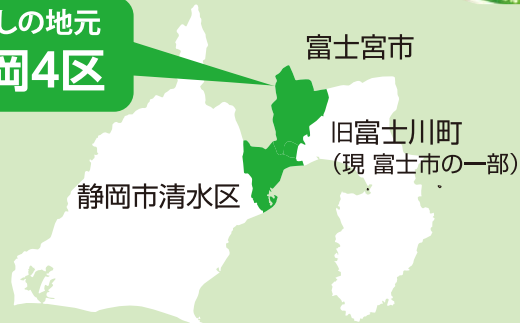 しの地元
岡4区
富士宮市
旧富士川町
（現 富士市の一部）
静岡市清水区